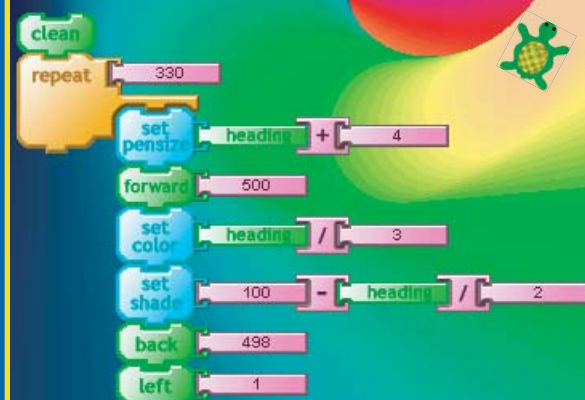 clean
repeat 330
set pensize heading + 4
forward 500
set color heading / 3
set shade 100 - heading / 2
back 498
left 1